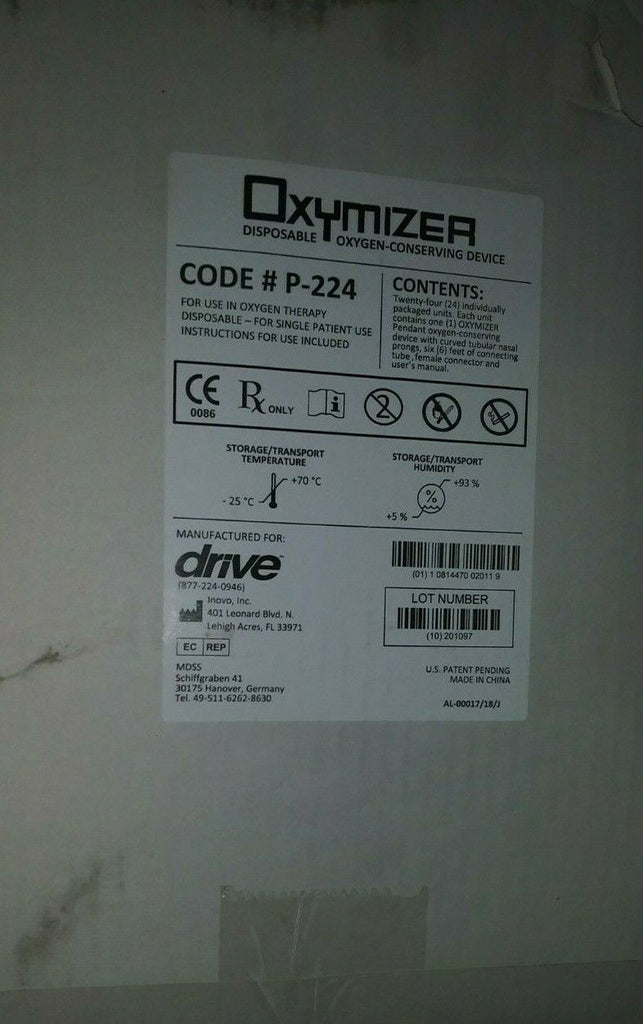 OXYMIZER
DISPOSABLE OXYGEN-CONSERVING DEVICE
CODE # P-224
FOR USE IN OXYGEN THERAPY
DISPOSABLE – FOR SINGLE PATIENT USE
INSTRUCTIONS FOR USE INCLUDED
CONTENTS:
Twenty-four (24) individually
packaged units. Each unit
contains one (1) OXYMIZER
Pendant oxygen-conserving
device with curved tubular nasal
prongs, six (6) feet of connecting
tube, female connector and
user's manual.
CE
0086
Rx ONLY
i
2
STORAGE/TRANSPORT
TEMPERATURE
+70 °C
- 25 °C
STORAGE/TRANSPORT
HUMIDITY
+93 %
%
+5 %
MANUFACTURED FOR:
drive™
(877-224-0946)
Inovo, Inc.
401 Leonard Blvd. N.
Lehigh Acres, FL 33971
EC REP
MDSS
Schiffgraben 41
30175 Hanover, Germany
Tel. 49-511-6262-8630
(01) 1 0814470 02011 9
LOT NUMBER
(10) 201097
U.S. PATENT PENDING
MADE IN CHINA
AL-00017/18/J